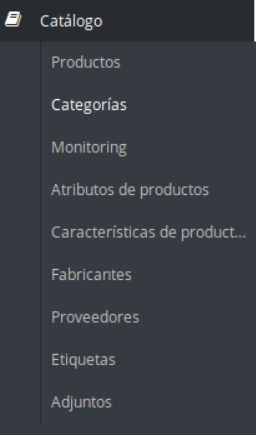 Catálogo
Productos
Categorías
Monitoring
Atributos de productos
Características de product...
Fabricantes
Proveedores
Etiquetas
Adjuntos